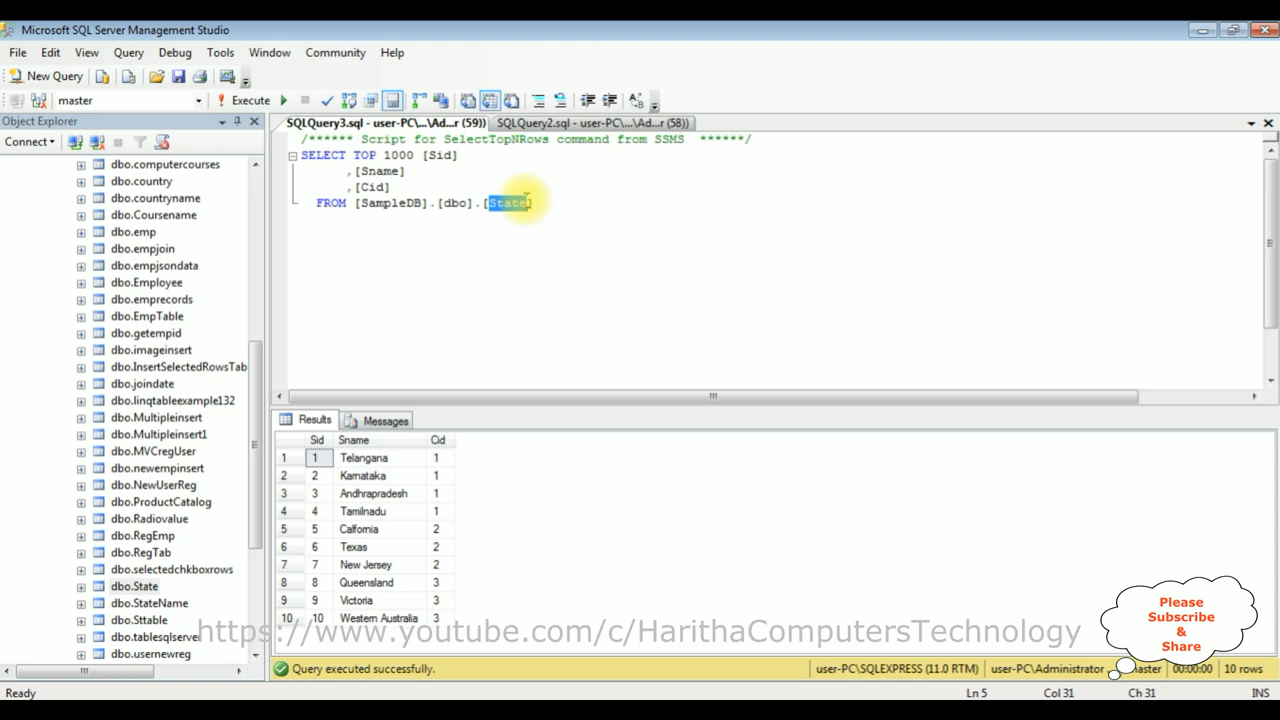 Microsoft SQL Server Management Studio
File Edit View Query Debug Tools Window Community Help
New Query
master Execute
Object Explorer
Connect
dbo.computercourses
dbo.country
dbo.countryname
dbo.Coursename
dbo.emp
dbo.empjoin
dbo.empjsondata
dbo.Employee
dbo.emprecords
dbo.EmpTable
dbo.getempid
dbo.imageinsert
dbo.InsertSelectedRowsTab
dbo.joindate
dbo.linqtableexample132
dbo.Multipleinsert
dbo.Multipleinsert1
dbo.MVCregUser
dbo.newempinsert
dbo.NewUserReg
dbo.ProductCatalog
dbo.Radiovalue
dbo.RegEmp
dbo.RegTab
dbo.selectedchkboxrows
dbo.State
dbo.StateName
dbo.Sttable
dbo.tablesqlserve
dbo.usernewreg
SQLQuery3.sql - user-PC\...\Ad...r (59)) SQLQuery2.sql - user-PC\...\Ad...r (58))
/****** Script for SelectTopNRows command from SSMS ******/
SELECT TOP 1000 [Sid]
,[Sname]
,[Cid]
FROM [SampleDB].[dbo].[State]
Results Messages
Sid Sname Cid
1 1 Telangana 1
2 2 Karnataka 1
3 3 Andhrapradesh 1
4 4 Tamilnadu 1
5 5 Calfornia 2
6 6 Texas 2
7 7 New Jersey 2
8 8 Queensland 3
9 9 Victoria 3
10 10 Western Australia 3
https://www.youtube.com/c/HarithaComputersTechnology
Please
Subscribe
&
Share
Query executed successfully. user-PC\SQLEXPRESS (11.0 RTM) user-PC\Administrator master 00:00:00 10 rows
Ready Ln 5 Col 31 Ch 31 INS